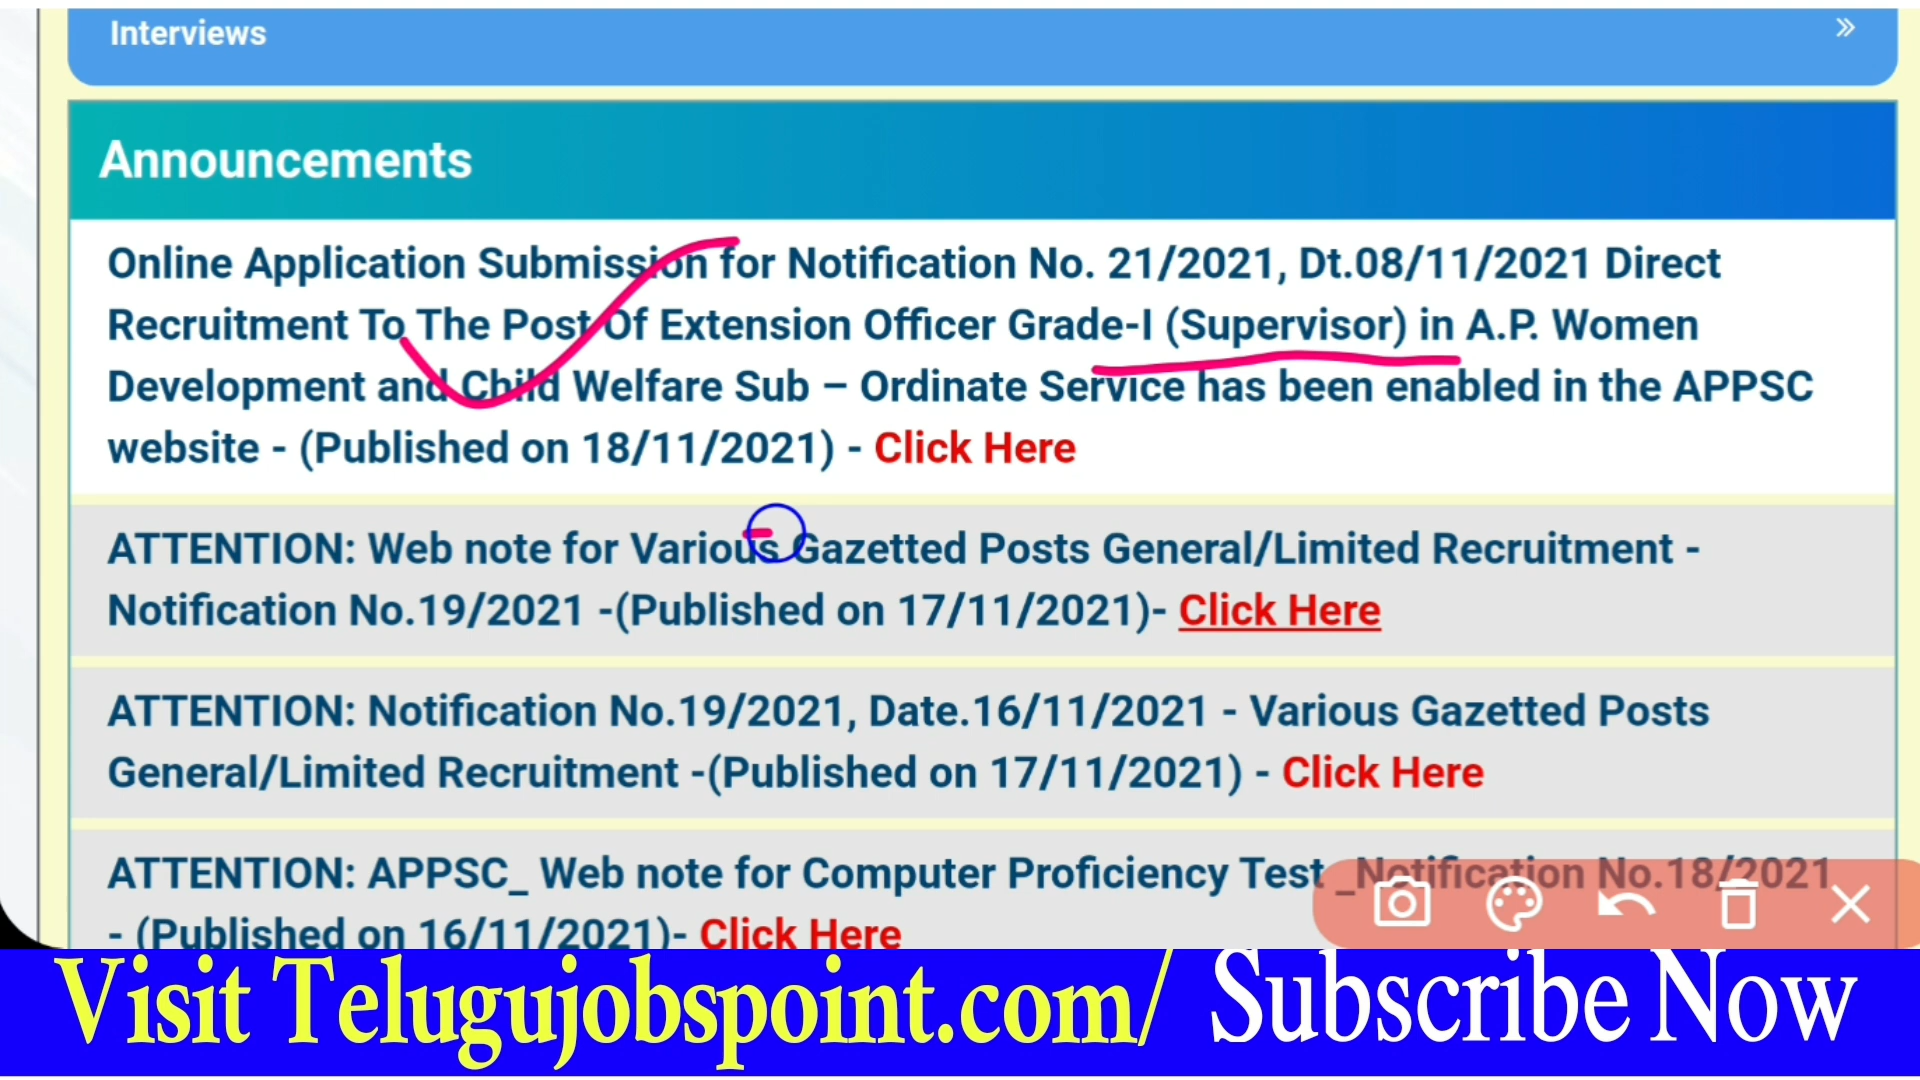 Interviews
Announcements
Online Application Submission for Notification No. 21/2021, Dt.08/11/2021 Direct
Recruitment To The Post Of Extension Officer Grade-I (Supervisor) in A.P. Women
Development and Child Welfare Sub – Ordinate Service has been enabled in the APPSC
website - (Published on 18/11/2021) - Click Here
ATTENTION: Web note for Various Gazetted Posts General/Limited Recruitment -
Notification No.19/2021 -(Published on 17/11/2021)- Click Here
ATTENTION: Notification No.19/2021, Date.16/11/2021 - Various Gazetted Posts
General/Limited Recruitment -(Published on 17/11/2021) - Click Here
ATTENTION: APPSC_ Web note for Computer Proficiency Test _Notification No.18/2021
- (Published on 16/11/2021)- Click Here
Visit Telugujobspoint.com/ Subscribe Now